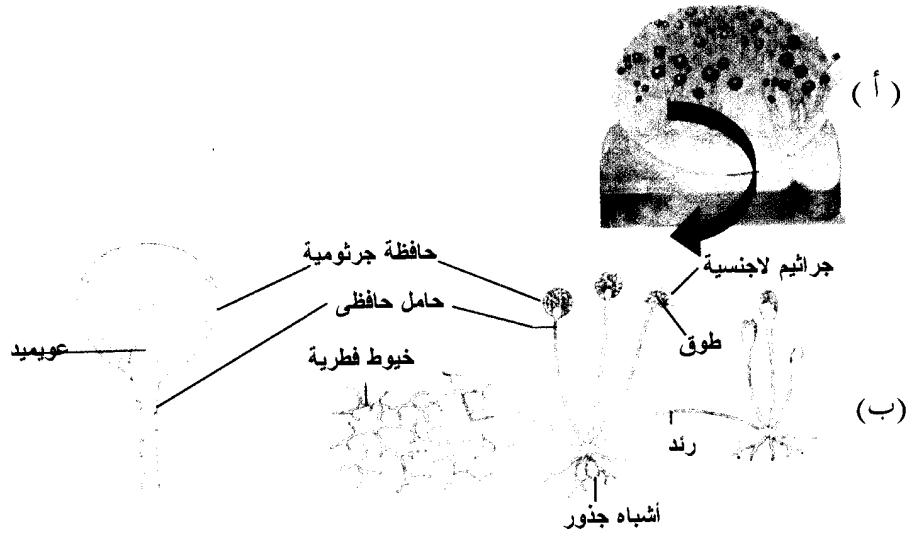 ( أ )
حافظة جرثومية
جراثيم لاجنسية
حامل حافظى
عويميد
خيوط فطرية
طوق
(ب)
رئد
أشباه جذور